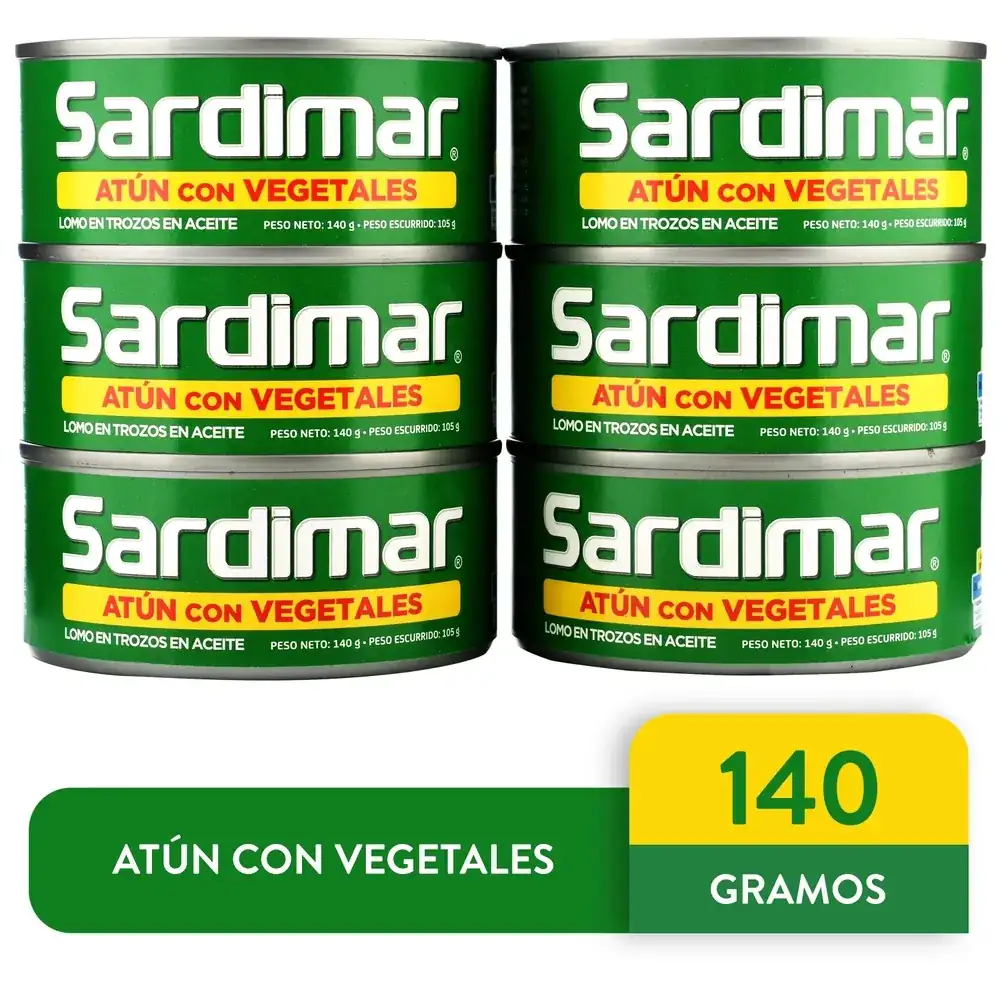 Sardimar®
ATÚN CON VEGETALES
LOMO EN TROZOS EN ACEITE PESO NETO: 140 g • PESO ESCURRIDO: 105 g
Sardimar®
ATÚN CON VEGETALES
LOMO EN TROZOS EN ACEITE PESO NETO: 140 g • PESO ESCURRIDO: 105 g
Sardimar®
ATÚN CON VEGETALES
LOMO EN TROZOS EN ACEITE PESO NETO: 140 g • PESO ESCURRIDO: 105 g
Sardimar®
ATÚN CON VEGETALES
LOMO EN TROZOS EN ACEITE PESO NETO: 140 g • PESO ESCURRIDO: 105 g
Sardimar®
ATÚN CON VEGETALES
LOMO EN TROZOS EN ACEITE PESO NETO: 140 g • PESO ESCURRIDO: 105 g
Sardimar®
ATÚN CON VEGETALES
LOMO EN TROZOS EN ACEITE PESO NETO: 140 g • PESO ESCURRIDO: 105 g
ATÚN CON VEGETALES
140
GRAMOS